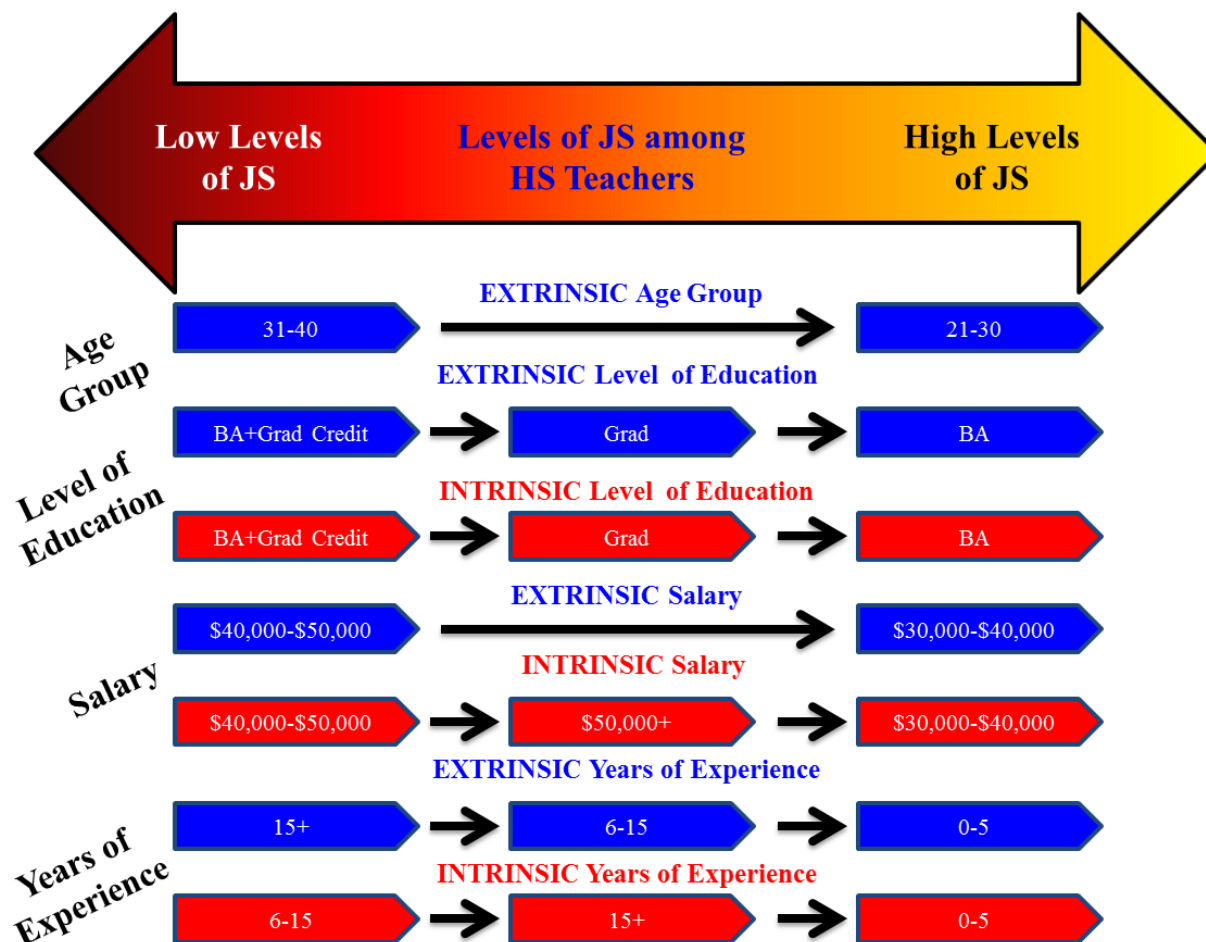 Low Levels
of JS
Levels of JS among
HS Teachers
High Levels
of JS
EXTRINSIC Age Group
Age
Group
31-40
21-30
EXTRINSIC Level of Education
Level of
Education
BA+Grad Credit
Grad
BA
INTRINSIC Level of Education
BA+Grad Credit
Grad
BA
EXTRINSIC Salary
Salary
$40,000-$50,000
$30,000-$40,000
INTRINSIC Salary
$40,000-$50,000
$50,000+
$30,000-$40,000
EXTRINSIC Years of Experience
Years of
Experience
15+
6-15
0-5
INTRINSIC Years of Experience
6-15
15+
0-5